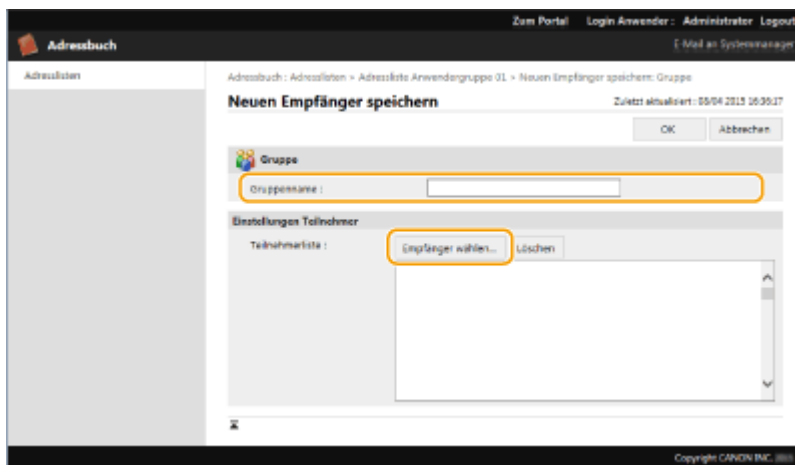 Zum Portal Login Anwender : Administrator Logout
Adressbuch E-Mail an Systemmanager
Adresslisten
Adressbuch : Adresslisten > Adressliste Anwendergruppe 01 > Neuen Empfänger speichern: Gruppe
Neuen Empfänger speichern Zuletzt aktualisiert : 08/04 2013 16:36:17
OK Abbrechen
Gruppe
Gruppenname :
Einstellungen Teilnehmer
Teilnehmerliste : Empfänger wählen... Löschen
Copyright CANON INC.